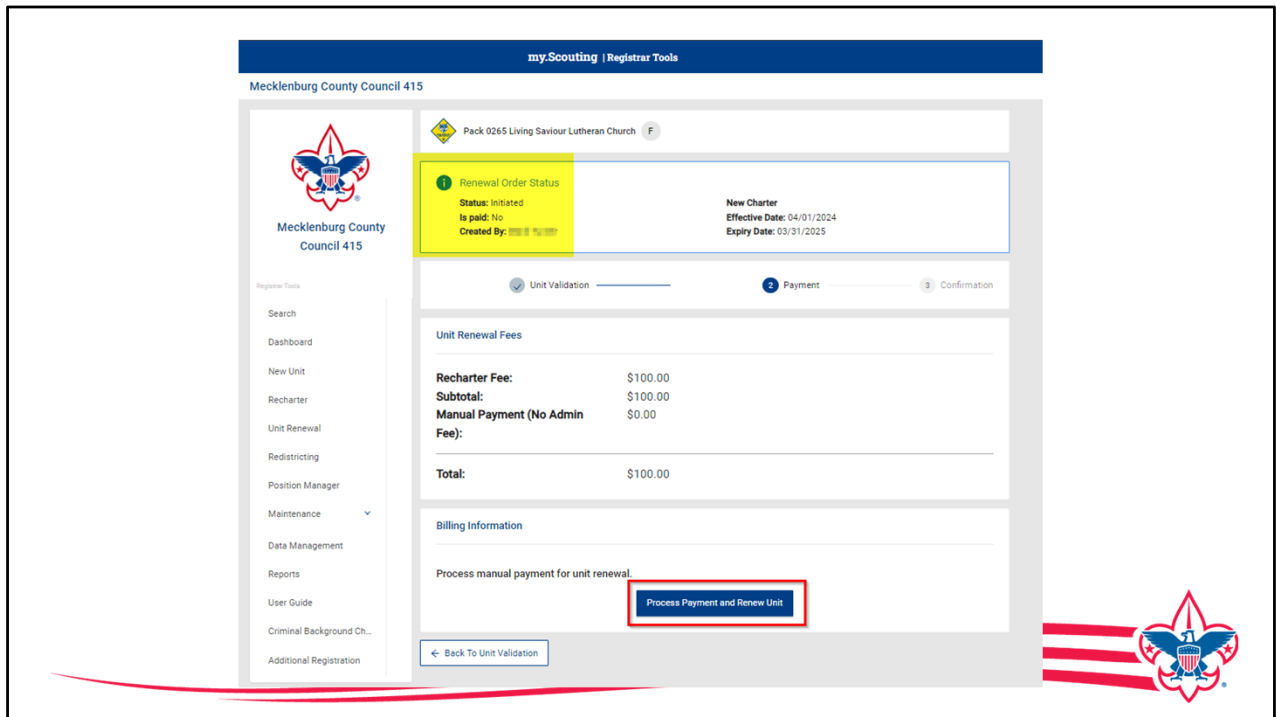 my.Scouting | Registrar Tools
Mecklenburg County Council 415
Mecklenburg County
Council 415
Registrar Tools
Search
Dashboard
New Unit
Recharter
Unit Renewal
Redistricting
Position Manager
Maintenance
Data Management
Reports
User Guide
Criminal Background Ch...
Additional Registration
Pack 0265 Living Saviour Lutheran Church F
Renewal Order Status
Status: Initiated
Is paid: No
Created By:
New Charter
Effective Date: 04/01/2024
Expiry Date: 03/31/2025
Unit Validation 2 Payment 3 Confirmation
Unit Renewal Fees
Recharter Fee: $100.00
Subtotal: $100.00
Manual Payment (No Admin $0.00
Fee):
Total: $100.00
Billing Information
Process manual payment for unit renewal.
Process Payment and Renew Unit
← Back To Unit Validation